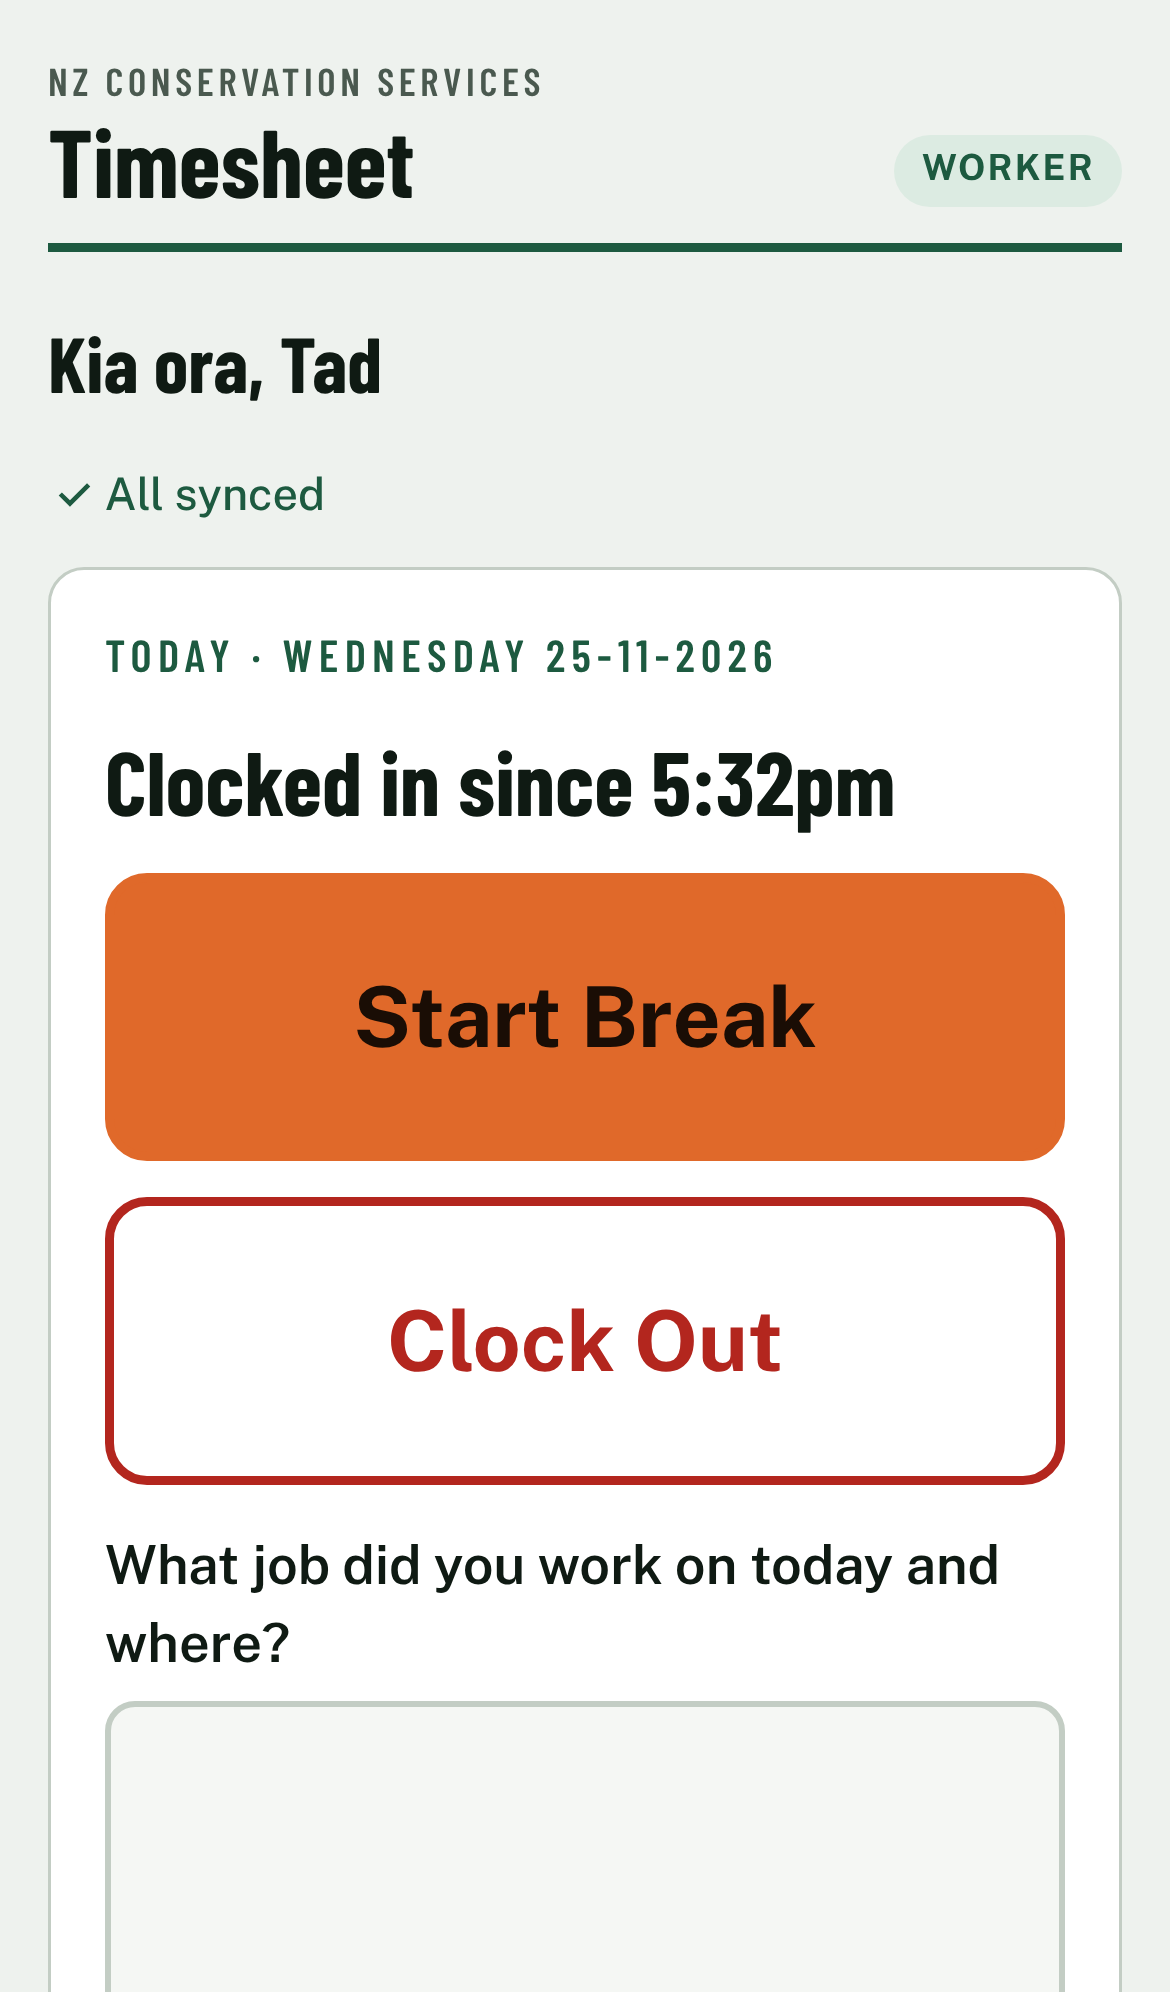 NZ CONSERVATION SERVICES
Timesheet
WORKER
Kia ora, Tad
✓ All synced
TODAY · WEDNESDAY 25-11-2026
Clocked in since 5:32pm
Start Break
Clock Out
What job did you work on today and
where?